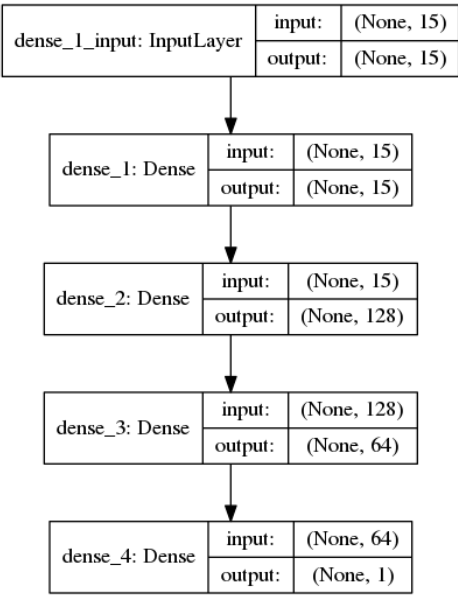 dense_1_input: InputLayer
input: (None, 15)
output: (None, 15)
dense_1: Dense
input: (None, 15)
output: (None, 15)
dense_2: Dense
input: (None, 15)
output: (None, 128)
dense_3: Dense
input: (None, 128)
output: (None, 64)
dense_4: Dense
input: (None, 64)
output: (None, 1)